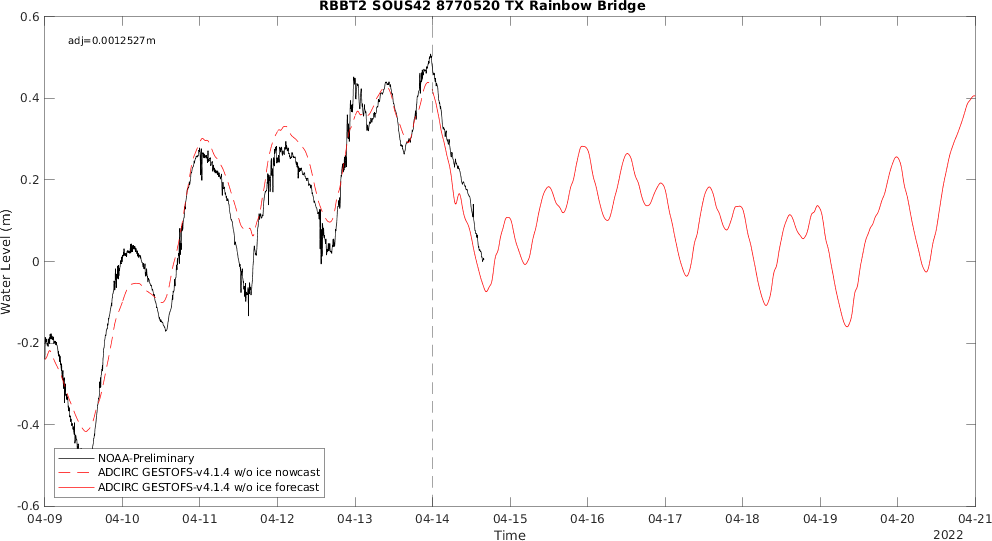 RBBT2 SOUS42 8770520 TX Rainbow Bridge
0.6
adj=0.0012527m
0.4
0.2
0
-0.2
-0.4
-0.6
Water Level (m)
NOAA-Preliminary
ADCIRC GESTOFS-v4.1.4 w/o ice nowcast
ADCIRC GESTOFS-v4.1.4 w/o ice forecast
04-09 04-10 04-11 04-12 04-13 04-14 04-15 04-16 04-17 04-18 04-19 04-20 04-21
Time
2022